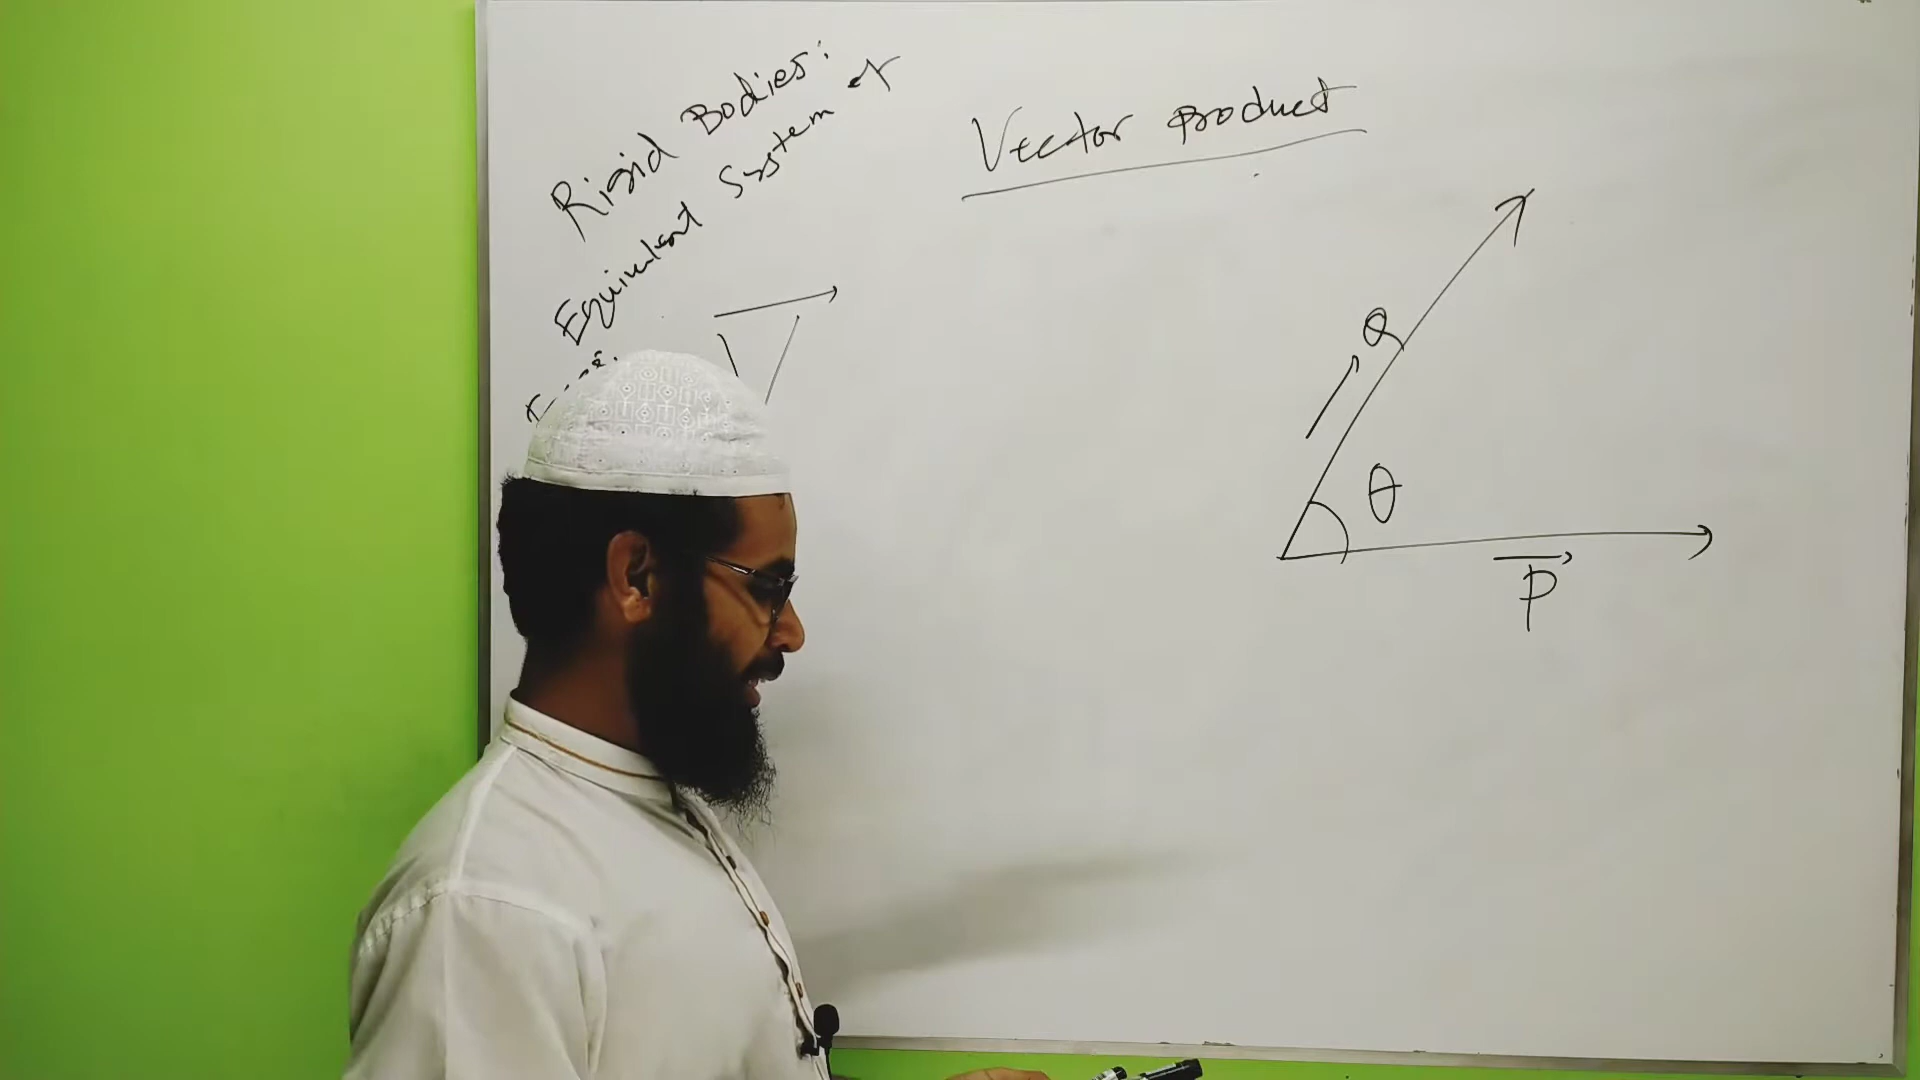 Rigid Bodies:
Equivalent System of
Vector product
Q
θ
P